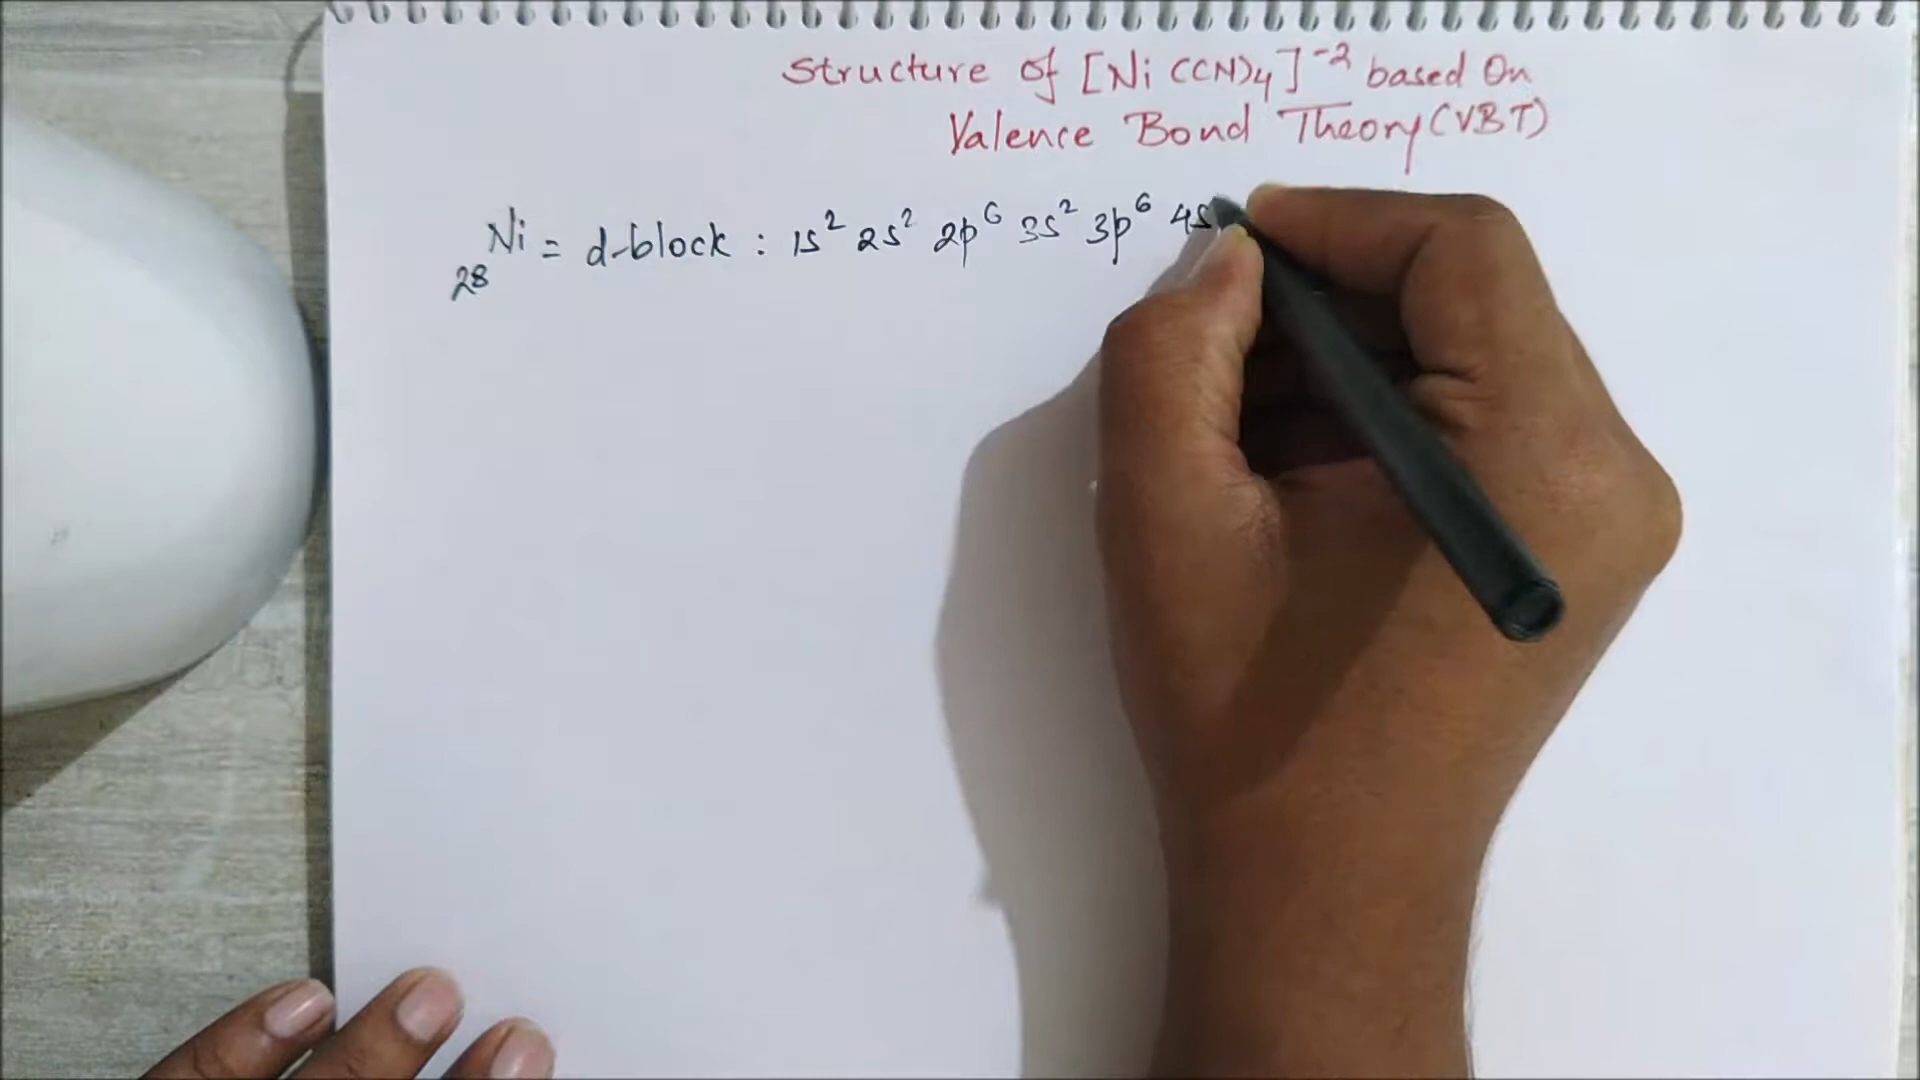 Structure of [Ni (CN)4]⁻² based On
Valence Bond Theory (VBT)
₂₈Ni = d-block : 1s² 2s² 2p⁶ 3s² 3p⁶ 4s